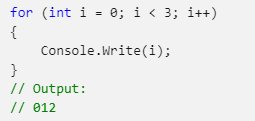 for (int i = 0; i < 3; i++)
{
    Console.Write(i);
}
// Output:
// 012